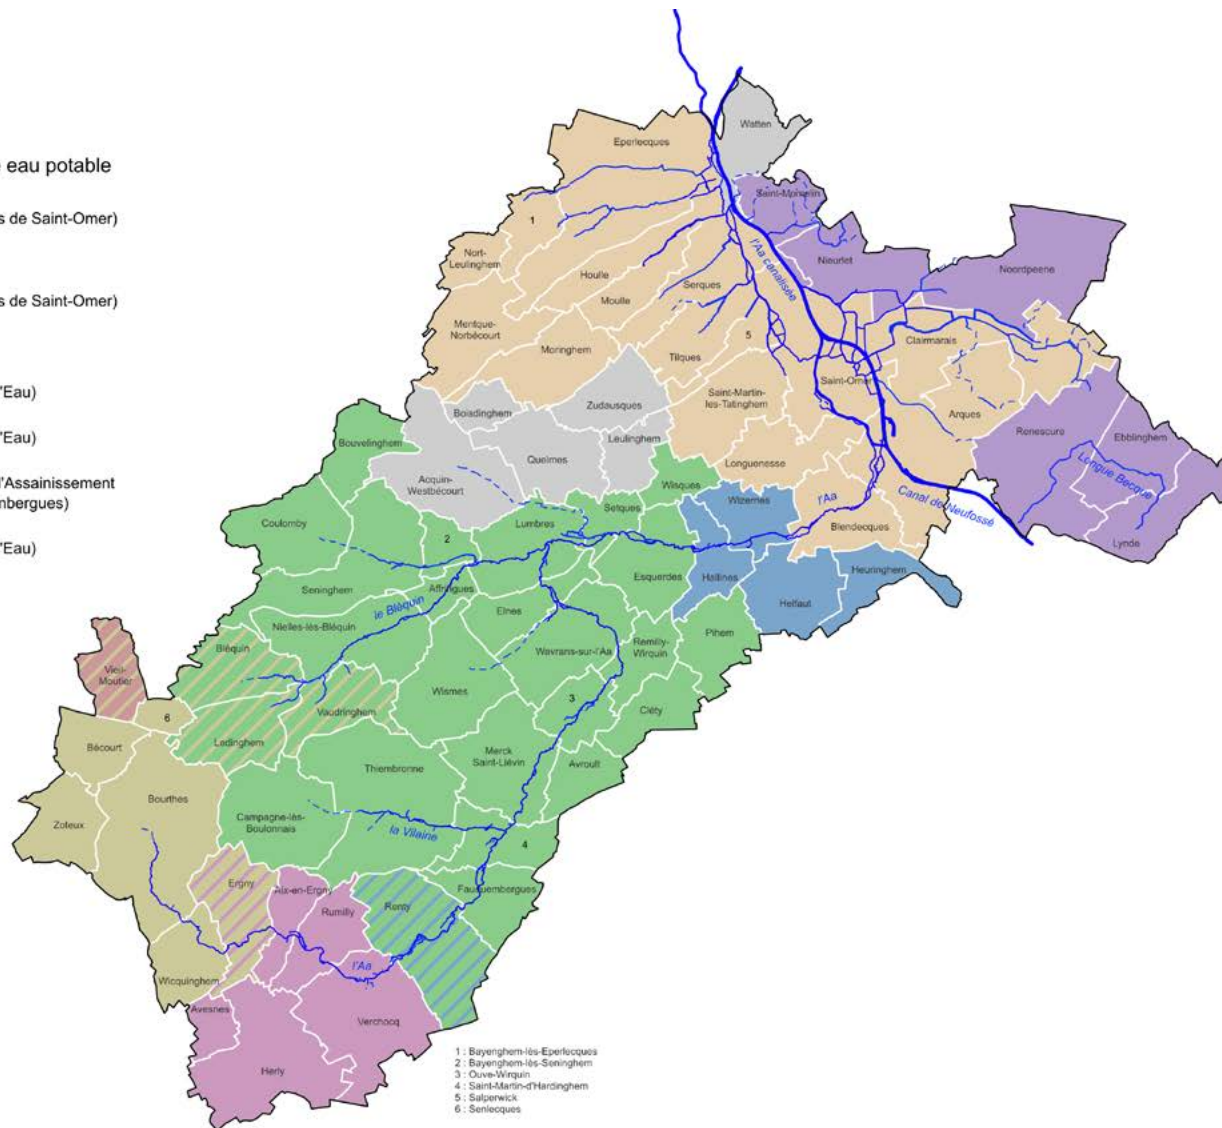 eau potable
s de Saint-Omer)
s de Saint-Omer)
'Eau)
'Eau)
d'Assainissement
nbergues)
'Eau)
Watten
Eperlecques
Saint-Momelin
1
Nieurlet
Noordpeene
l'Aa canalisée
Nort-
Leulinghem
Houlle
Serques
Moulle
Mentque-
Norbécourt
Moringhem
5
Clairmarais
Tilques
Saint-Omer
Saint-Martin-
les-Tatinghem
Arques
Boisdinghem
Zudausques
Renescure
Ebblinghem
Bouvelinghem
Leulinghem
Quelmes
Longuenesse
Longue Becque
Acquin-
Westbécourt
Wisques
Wizernes
l'Aa
Canal de Neufossé
Setques
Lumbres
Blendecques
Coulomby
2
Lynde
Esquerdes
Hallines
Heuringhem
Seninghem
Affringues
Helfaut
le Bléquin
Elnes
Nielles-lès-Bléquin
Pihem
Bléquin
Remilly-
Wirquin
Wavrans-sur-l'Aa
Vieil-
Moutier
Wismes
3
Cléty
Vaudringhem
6
Ledinghem
Bécourt
Merck
Saint-Liévin
Avroult
Thiembronne
Bourthes
Campagne-lès-
Boulonnais
Zoteux
la Vilaine
4
Ergny
Aix-en-Ergny
Fauquembergues
Renty
Rumilly
l'Aa
Wicquinghem
Avesnes
Verchocq
Herly
1 : Bayenghem-lès-Eperlecques
2 : Bayenghem-lès-Seninghem
3 : Ouve-Wirquin
4 : Saint-Martin-d'Hardinghem
5 : Salperwick
6 : Senlecques